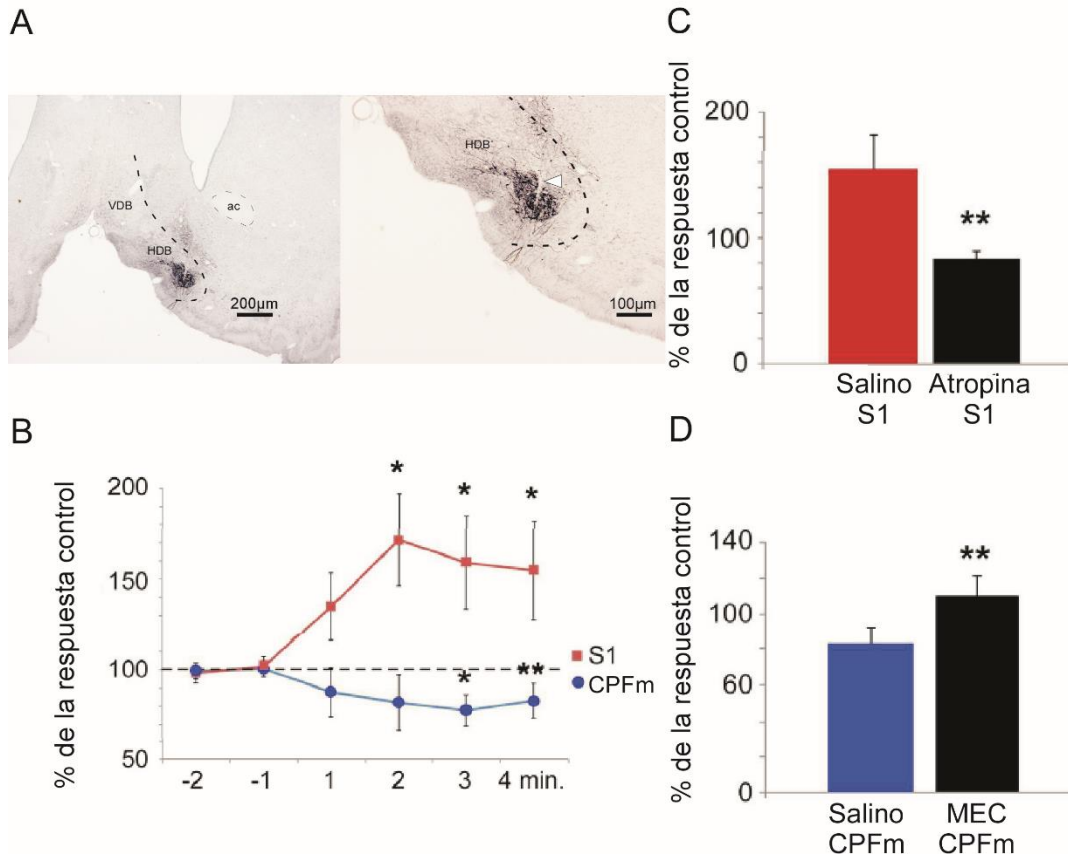 A
VDB
HDB
ac
200µm
HDB
100µm
B
% de la respuesta control
200
150
100
50
*
*
*
*
**
S1
CPFm
-2
-1
1
2
3
4 min.
C
% de la respuesta control
200
100
0
**
Salino
S1
Atropina
S1
D
% de la respuesta control
140
100
60
0
**
Salino
CPFm
MEC
CPFm